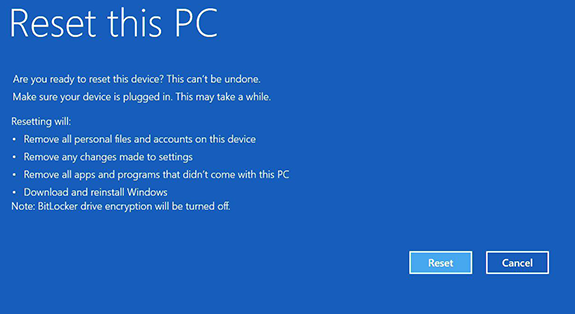 Reset this PC
Are you ready to reset this device? This can't be undone.
Make sure your device is plugged in. This may take a while.
Resetting will:
• Remove all personal files and accounts on this device
• Remove any changes made to settings
• Remove all apps and programs that didn't come with this PC
• Download and reinstall Windows
Note: BitLocker drive encryption will be turned off.
Reset Cancel